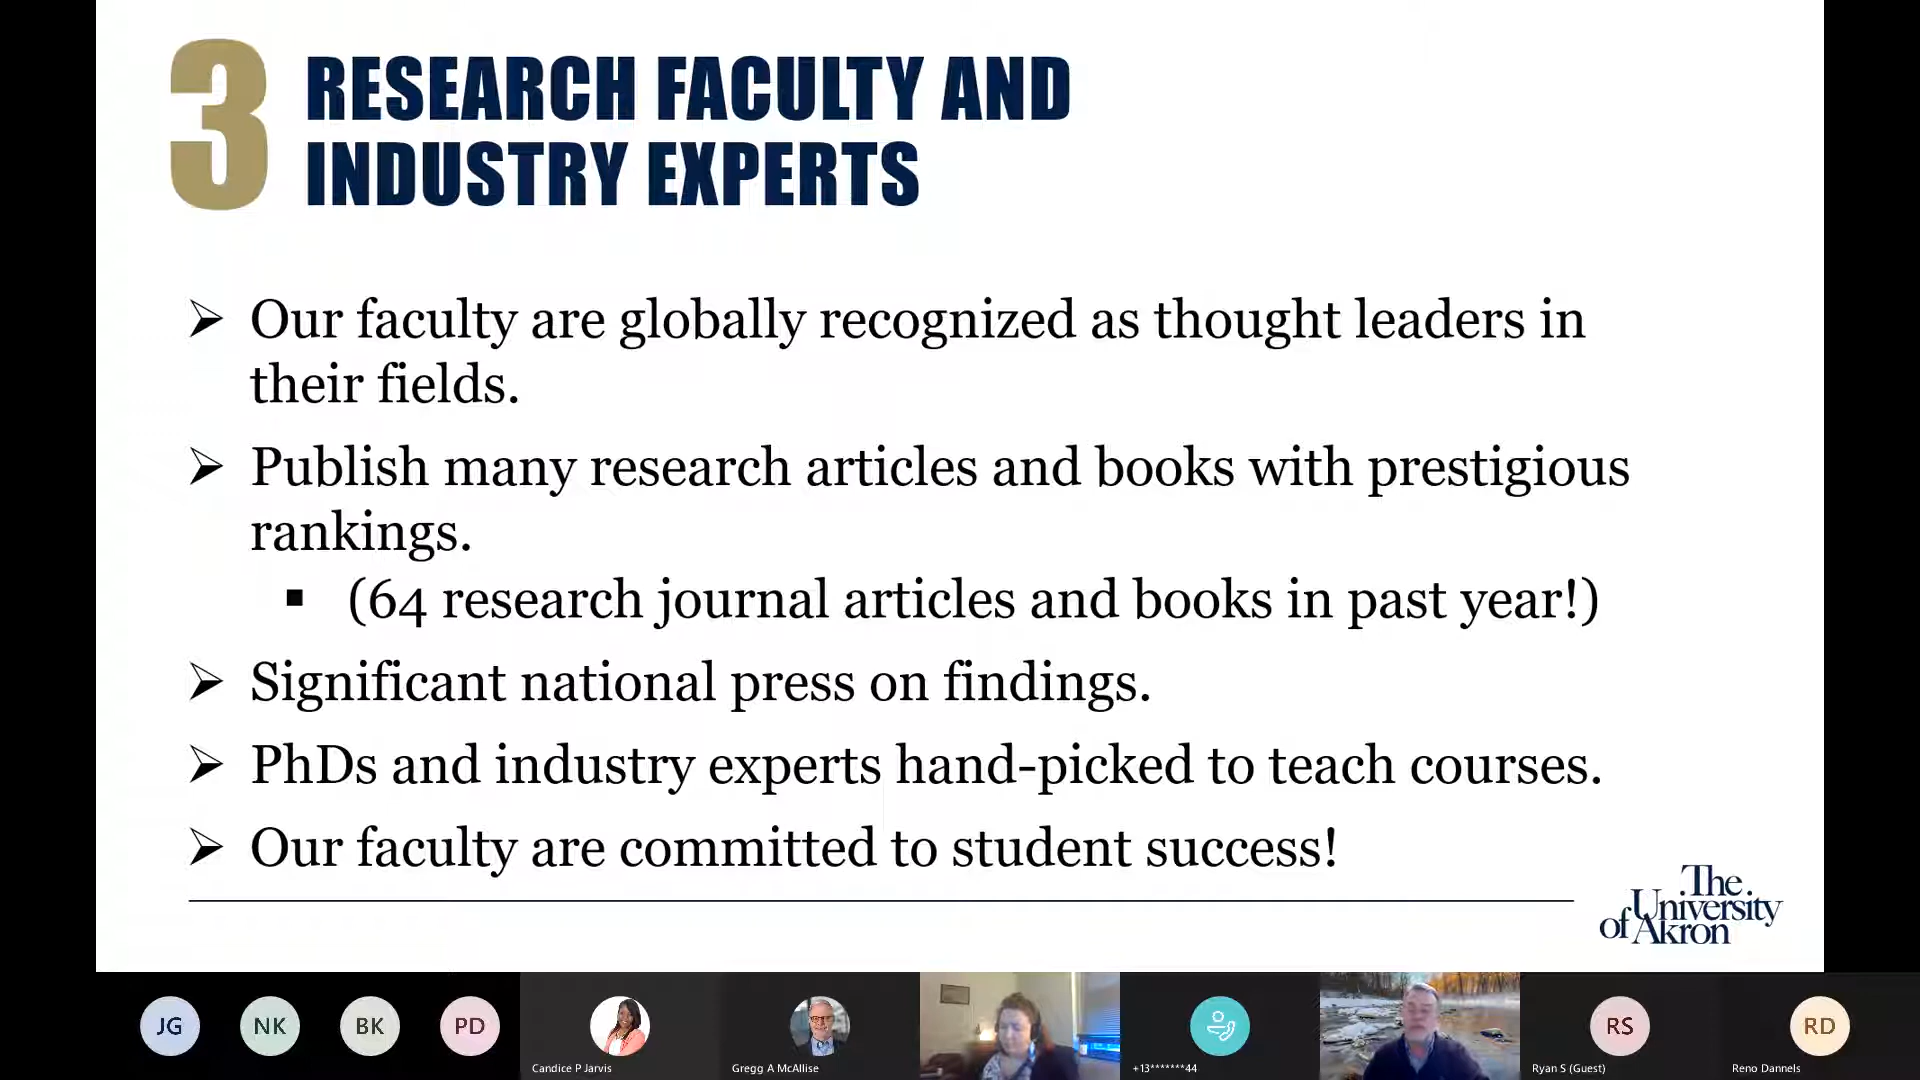 3 RESEARCH FACULTY AND
INDUSTRY EXPERTS
Our faculty are globally recognized as thought leaders in
their fields.
Publish many research articles and books with prestigious
rankings.
(64 research journal articles and books in past year!)
Significant national press on findings.
PhDs and industry experts hand-picked to teach courses.
Our faculty are committed to student success!
The
University
of Akron
JG
NK
BK
PD
RS
RD
Candice P Jarvis
Gregg A McAllise
+13*******44
Ryan S (Guest)
Reno Dannels